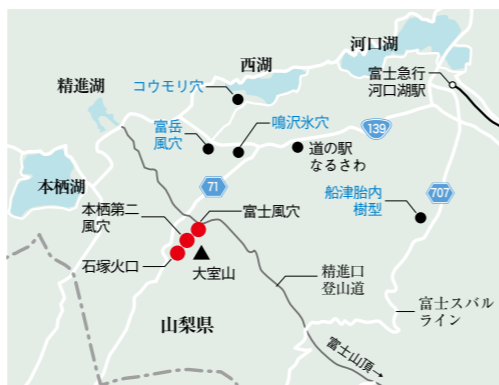 河口湖
西湖
富士急行
河口湖駅
コウモリ穴
精進湖
富岳
風穴
鳴沢氷穴
139
道の駅
なるさわ
本栖湖
71
船津胎内
樹型
707
本栖第二
風穴
富士風穴
石塚火口
大室山
精進口
登山道
富士スバル
ライン
山梨県
富士山頂